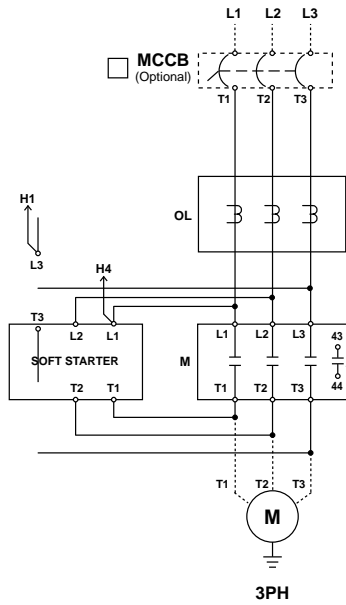 L1 L2 L3
MCCB
(Optional)
T1 T2 T3
H1
OL
L3
H4
T3 L2 L1 L1 L2 L3 43
SOFT STARTER M
T2 T1 T1 T2 T3 44
T1 T2 T3
M
3PH